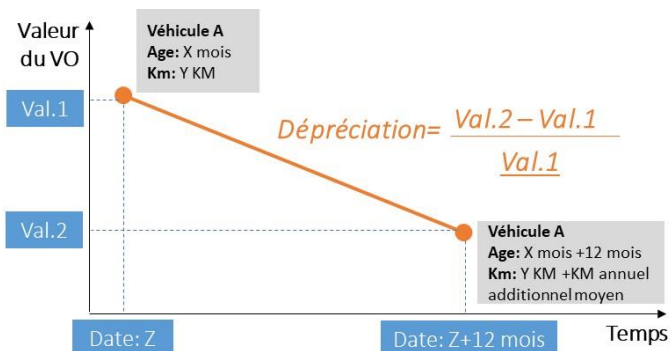 Valeur
du VO
Véhicule A
Age: X mois
Km: Y KM
Val.1
Dépréciation= Val.2 – Val.1
Val.1
Val.2
Véhicule A
Age: X mois +12 mois
Km: Y KM +KM annuel
additionnel moyen
Date: Z
Date: Z+12 mois
Temps